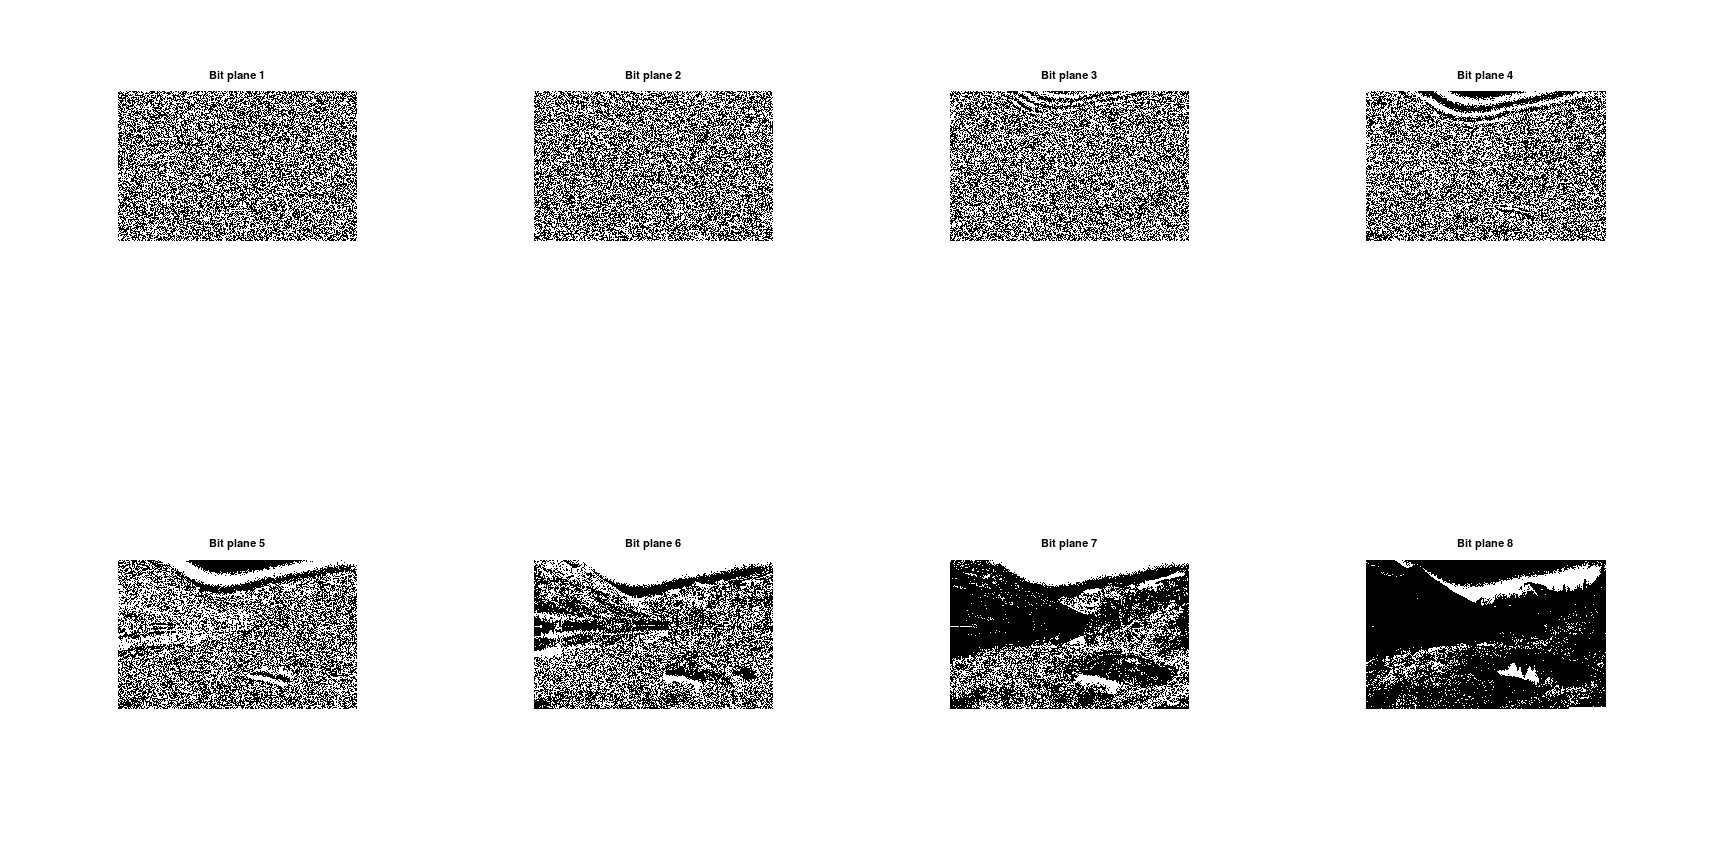 Bit plane 1
Bit plane 2
Bit plane 3
Bit plane 4
Bit plane 5
Bit plane 6
Bit plane 7
Bit plane 8